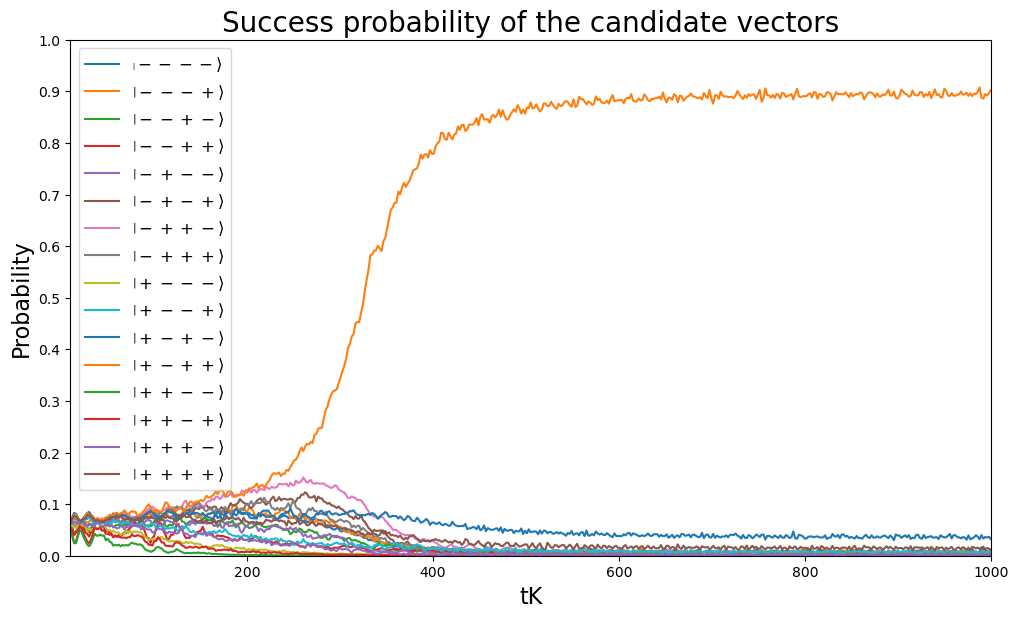 Success probability of the candidate vectors
1.0
0.9
0.8
0.7
0.6
0.5
0.4
0.3
0.2
0.1
0.0
Probability
|− − − −⟩
|− − − +⟩
|− − + −⟩
|− − + +⟩
|− + − −⟩
|− + − +⟩
|− + + −⟩
|− + + +⟩
|+ − − −⟩
|+ − − +⟩
|+ − + −⟩
|+ − + +⟩
|+ + − −⟩
|+ + − +⟩
|+ + + −⟩
|+ + + +⟩
200 400 600 800 1000
tK